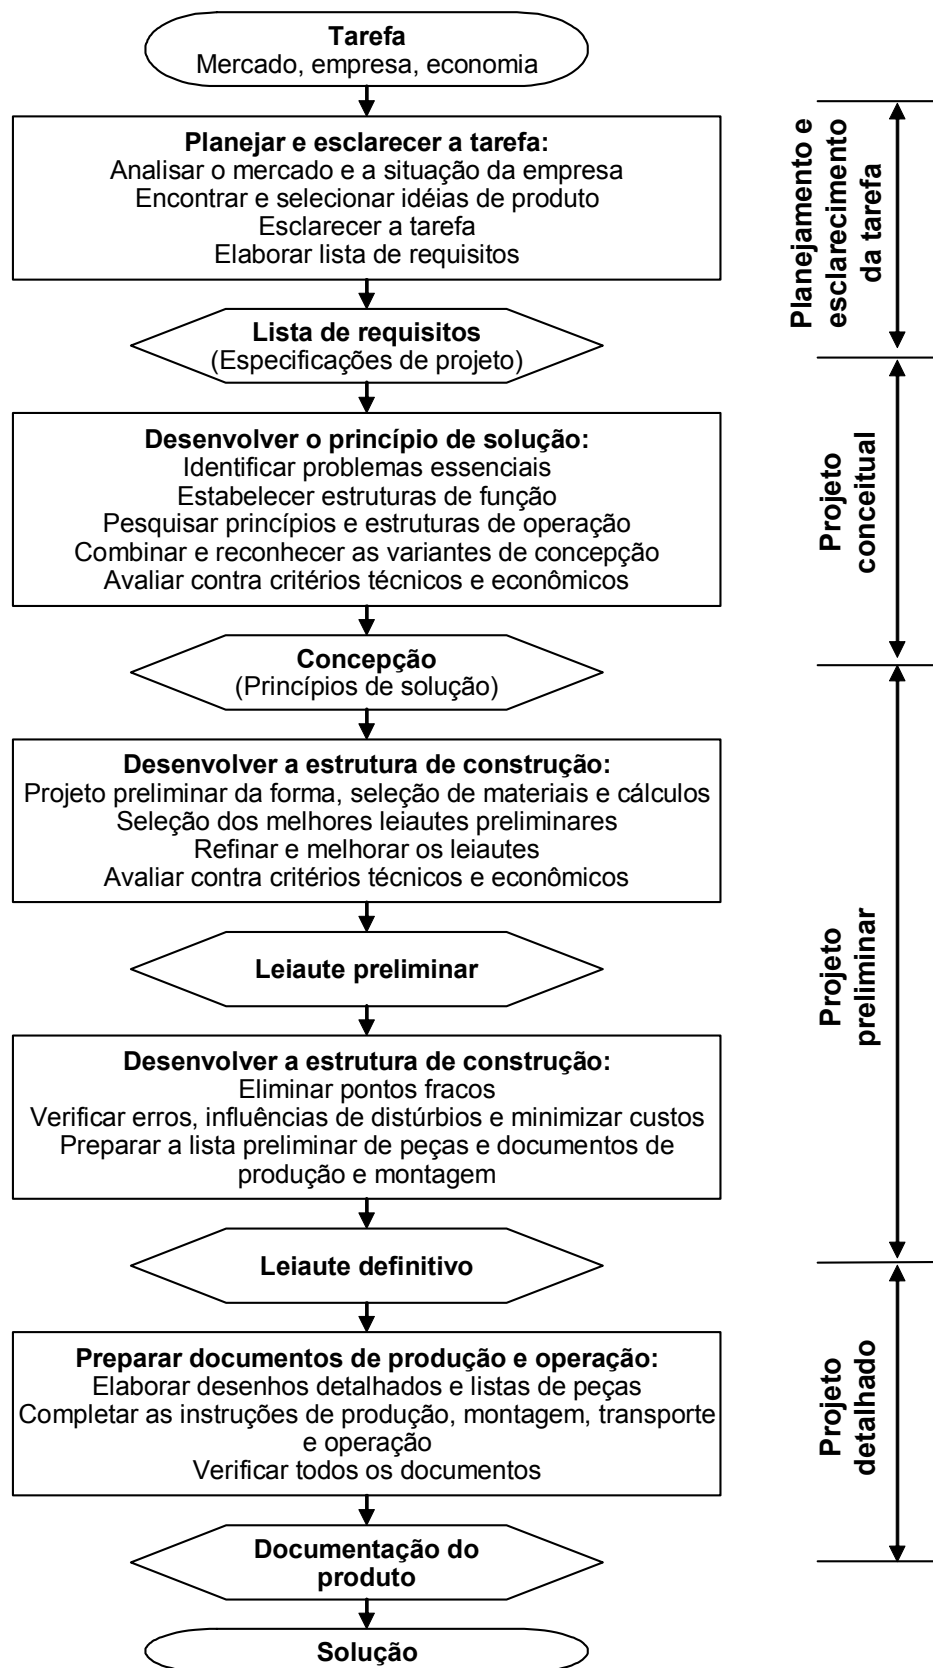 Tarefa
Mercado, empresa, economia
Planejar e esclarecer a tarefa:
Analisar o mercado e a situação da empresa
Encontrar e selecionar idéias de produto
Esclarecer a tarefa
Elaborar lista de requisitos
Planejamento e
esclarecimento
da tarefa
Lista de requisitos
(Especificações de projeto)
Desenvolver o princípio de solução:
Identificar problemas essenciais
Estabelecer estruturas de função
Pesquisar princípios e estruturas de operação
Combinar e reconhecer as variantes de concepção
Avaliar contra critérios técnicos e econômicos
Projeto
conceitual
Concepção
(Princípios de solução)
Desenvolver a estrutura de construção:
Projeto preliminar da forma, seleção de materiais e cálculos
Seleção dos melhores leiautes preliminares
Refinar e melhorar os leiautes
Avaliar contra critérios técnicos e econômicos
Leiaute preliminar
Projeto
preliminar
Desenvolver a estrutura de construção:
Eliminar pontos fracos
Verificar erros, influências de distúrbios e minimizar custos
Preparar a lista preliminar de peças e documentos de
produção e montagem
Leiaute definitivo
Preparar documentos de produção e operação:
Elaborar desenhos detalhados e listas de peças
Completar as instruções de produção, montagem, transporte
e operação
Verificar todos os documentos
Projeto
detalhado
Documentação do
produto
Solução